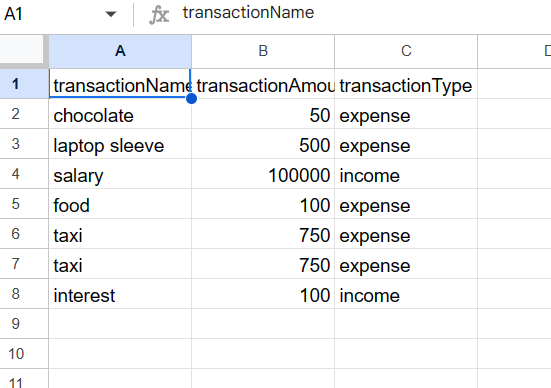 A1 fx transactionName
A B C
1 transactionName transactionAmou transactionType
2 chocolate 50 expense
3 laptop sleeve 500 expense
4 salary 100000 income
5 food 100 expense
6 taxi 750 expense
7 taxi 750 expense
8 interest 100 income
9
10
11